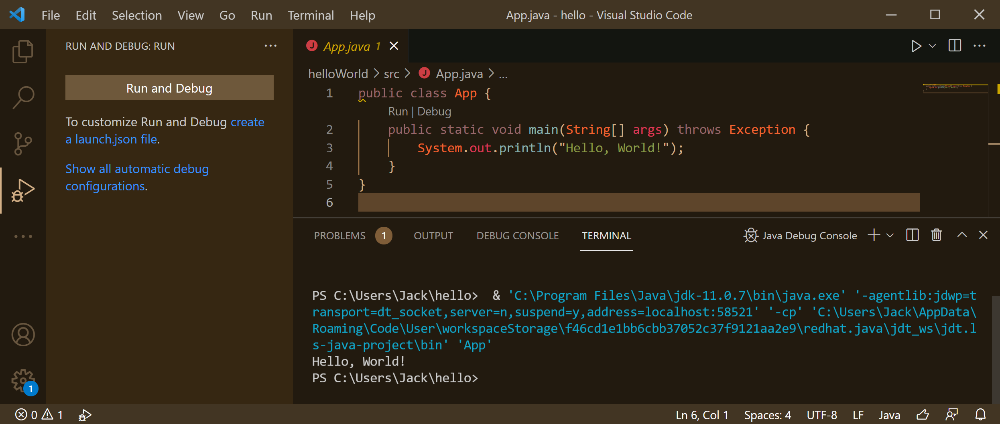 File Edit Selection View Go Run Terminal Help App.java - hello - Visual Studio Code
RUN AND DEBUG: RUN ...
Run and Debug
To customize Run and Debug create
a launch.json file.
Show all automatic debug
configurations.
J App.java 1
helloWorld > src > J App.java > ...
1 public class App {
Run | Debug
2 public static void main(String[] args) throws Exception {
3 System.out.println("Hello, World!");
4 }
5 }
6
PROBLEMS 1 OUTPUT DEBUG CONSOLE TERMINAL Java Debug Console
PS C:\Users\Jack\hello>  & 'C:\Program Files\Java\jdk-11.0.7\bin\java.exe' '-agentlib:jdwp=t
ransport=dt_socket,server=n,suspend=y,address=localhost:58521' '-cp' 'C:\Users\Jack\AppData\
Roaming\Code\User\workspaceStorage\f46cd1e1bb6cbb37052c37f9121aa2e9\redhat.java\jdt_ws\jdt.l
s-java-project\bin' 'App'
Hello, World!
PS C:\Users\Jack\hello>
1
0 1 Ln 6, Col 1 Spaces: 4 UTF-8 LF Java